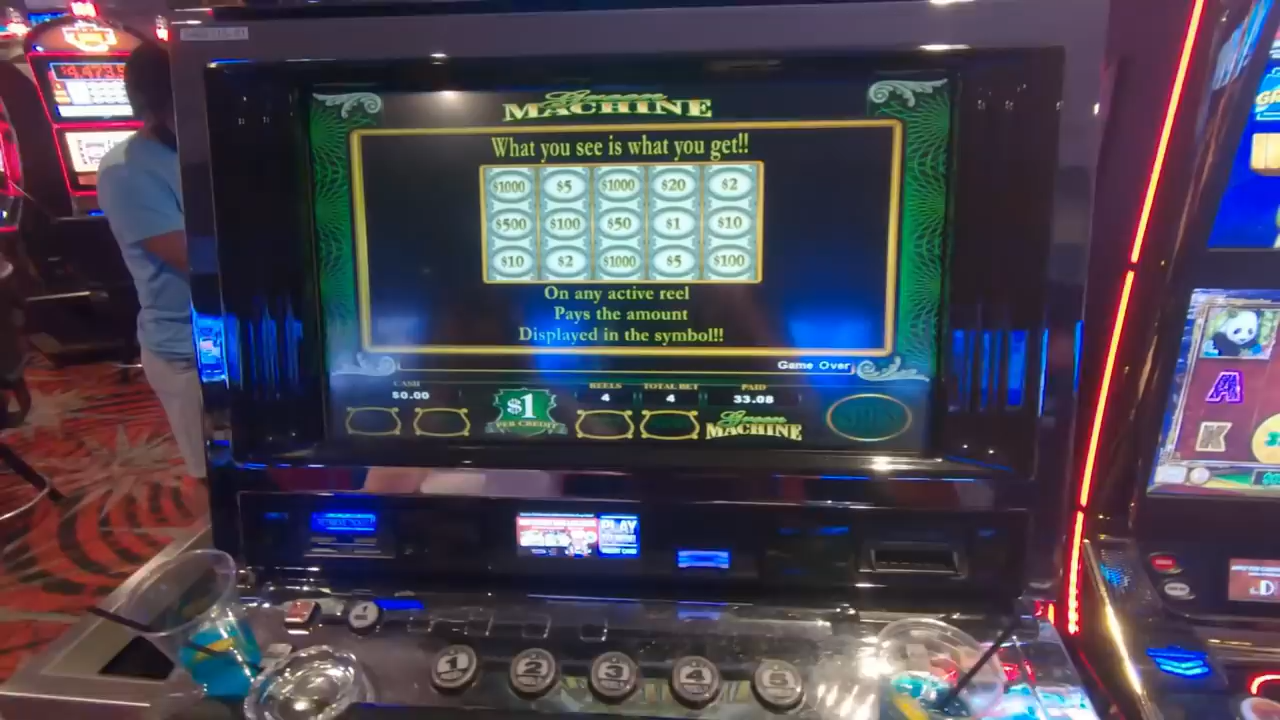 Green
MACHINE
What you see is what you get!!
$1000 $5 $1000 $20 $2
$500 $100 $50 $1 $10
$10 $2 $1000 $5 $100
On any active reel
Pays the amount
Displayed in the symbol!!
Game Over
CASH
$0.00
$1
PER CREDIT
REELS
4
TOTAL BET
4
PAID
33.08
Green
MACHINE
PLAY
1 2 3 4 5
A
K